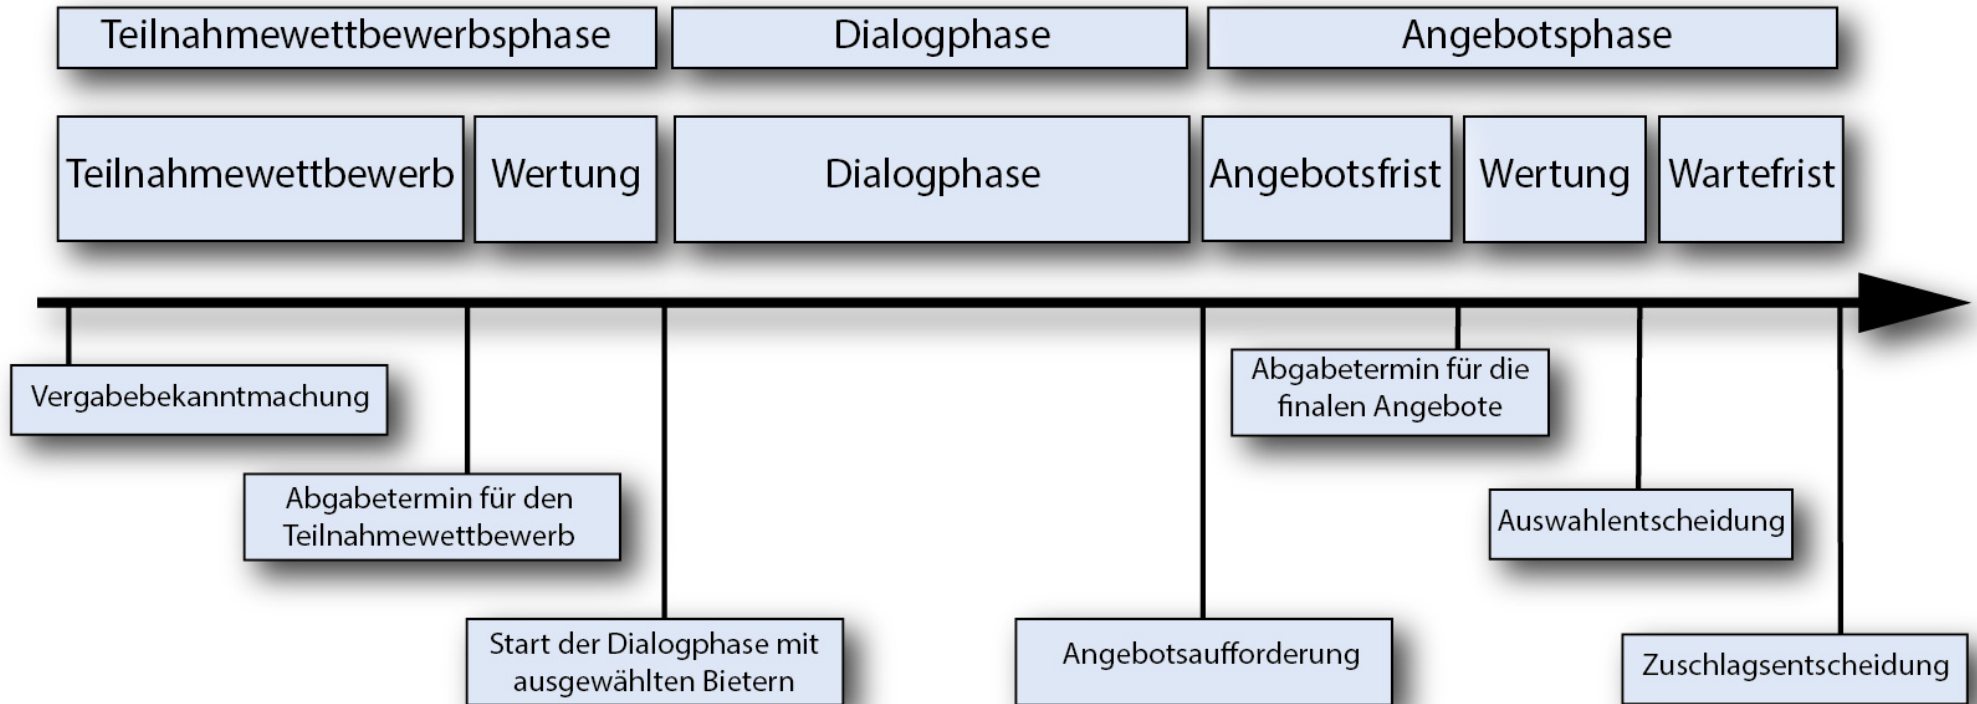 Teilnahmewettbewerbsphase
Dialogphase
Angebotsphase
Teilnahmewettbewerb
Wertung
Dialogphase
Angebotsfrist
Wertung
Wartefrist
Vergabebekanntmachung
Abgabetermin für den
Teilnahmewettbewerb
Start der Dialogphase mit
ausgewählten Bietern
Angebotsaufforderung
Abgabetermin für die
finalen Angebote
Auswahlentscheidung
Zuschlagsentscheidung